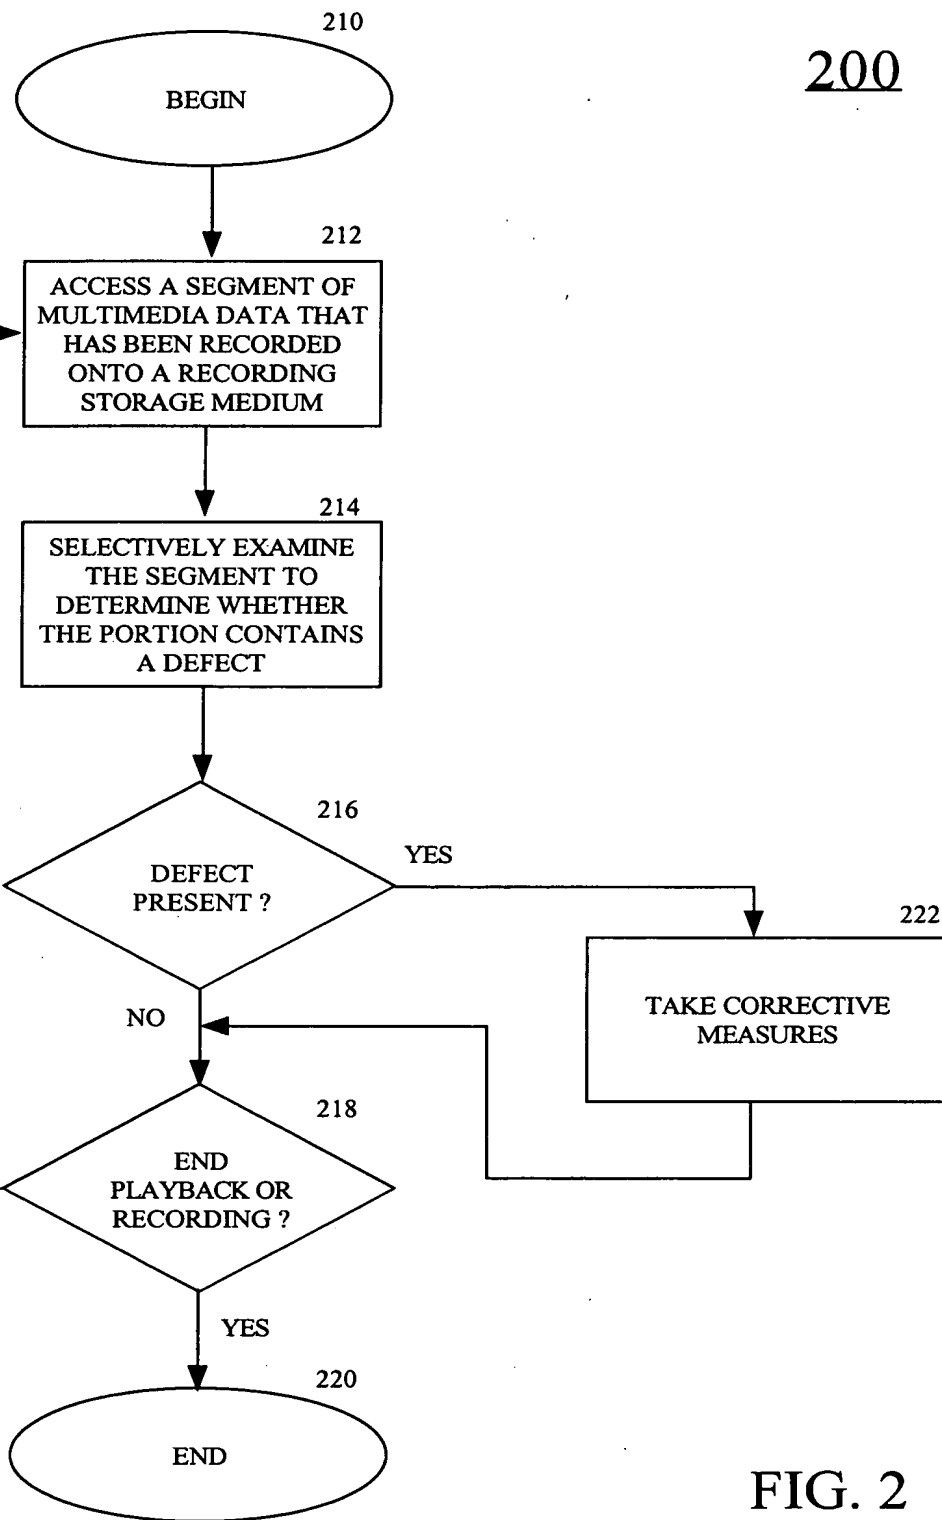 210
200
BEGIN
212
ACCESS A SEGMENT OF
MULTIMEDIA DATA THAT
HAS BEEN RECORDED
ONTO A RECORDING
STORAGE MEDIUM
214
SELECTIVELY EXAMINE
THE SEGMENT TO
DETERMINE WHETHER
THE PORTION CONTAINS
A DEFECT
216
YES
DEFECT
PRESENT ?
222
TAKE CORRECTIVE
MEASURES
NO
218
END
PLAYBACK OR
RECORDING ?
YES
220
END
FIG. 2